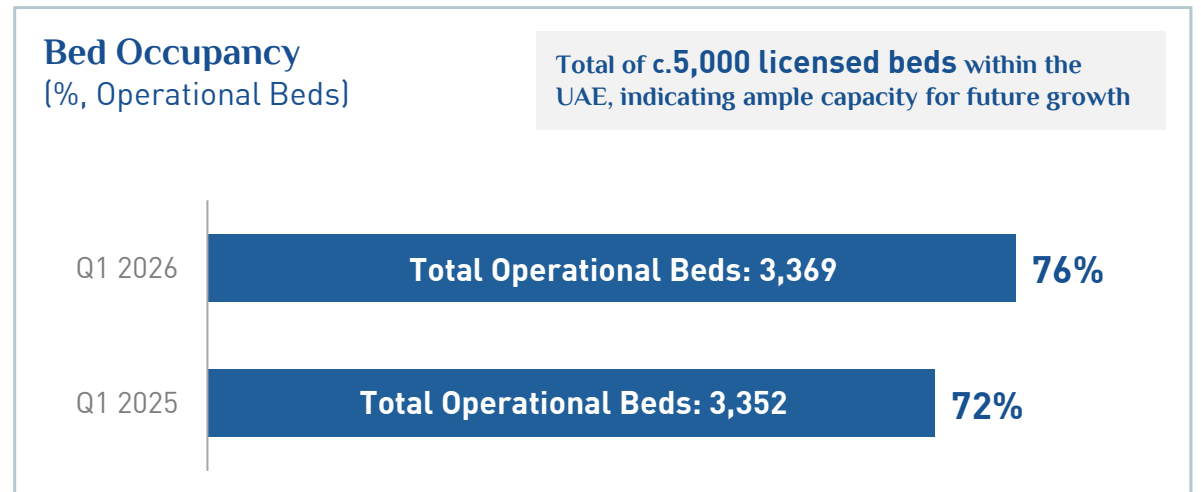 Bed Occupancy
(%, Operational Beds)
Total of c.5,000 licensed beds within the
UAE, indicating ample capacity for future growth
Q1 2026
Total Operational Beds: 3,369
76%
Q1 2025
Total Operational Beds: 3,352
72%